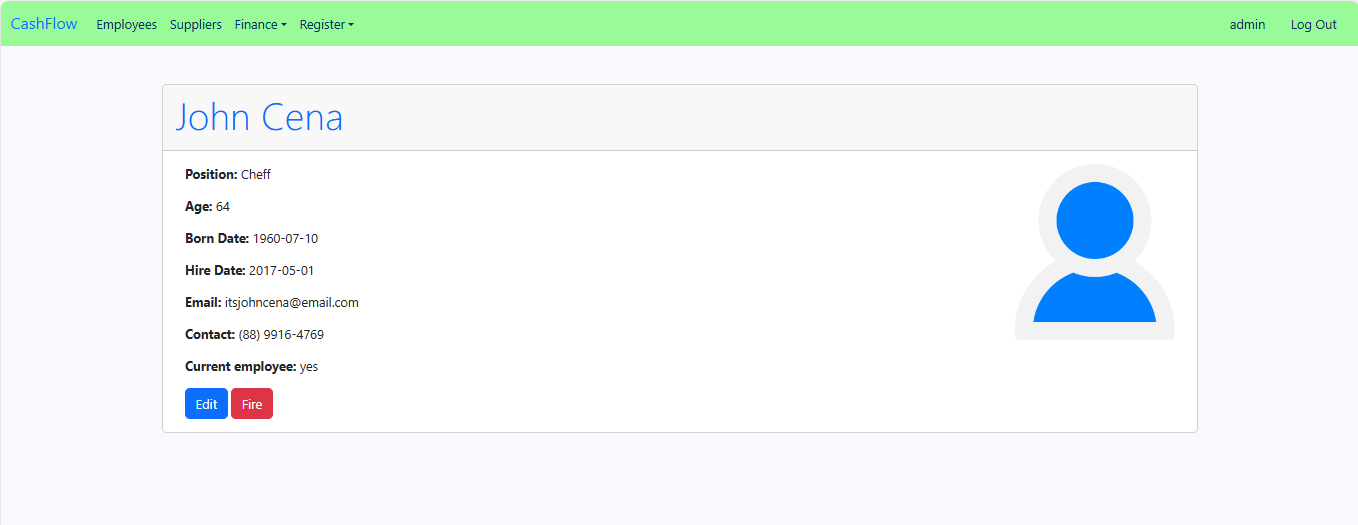 CashFlow Employees Suppliers Finance Register admin Log Out
John Cena
Position: Cheff
Age: 64
Born Date: 1960-07-10
Hire Date: 2017-05-01
Email: itsjohncena@email.com
Contact: (88) 9916-4769
Current employee: yes
Edit Fire